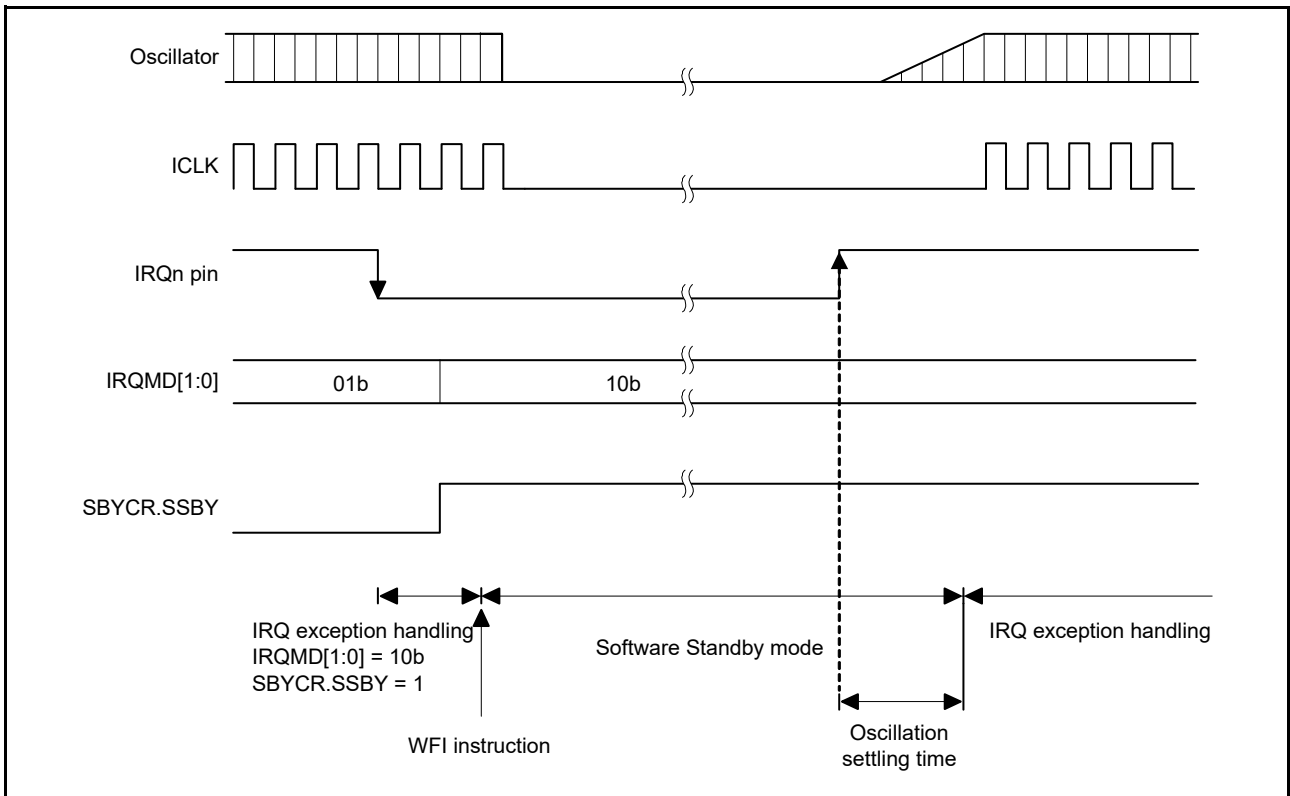 Oscillator
ICLK
IRQn pin
IRQMD[1:0]
01b
10b
SBYCR.SSBY
IRQ exception handling
IRQMD[1:0] = 10b
SBYCR.SSBY = 1
WFI instruction
Software Standby mode
Oscillation
settling time
IRQ exception handling